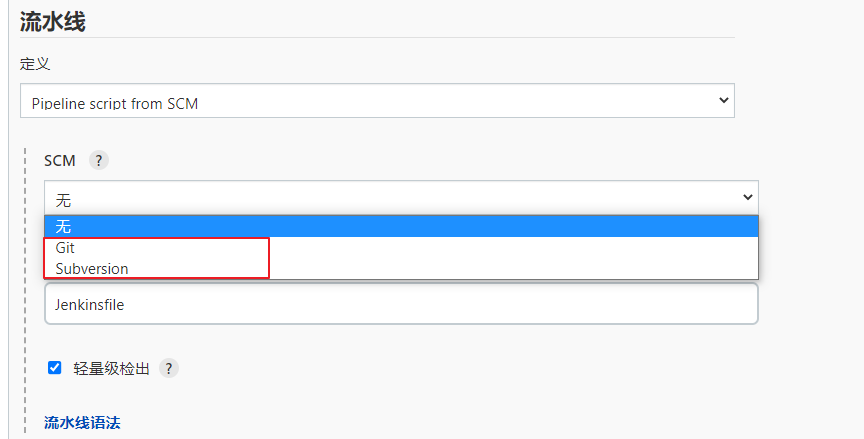 流水线
定义
Pipeline script from SCM
SCM ?
无
无
Git
Subversion
Jenkinsfile
轻量级检出 ?
流水线语法